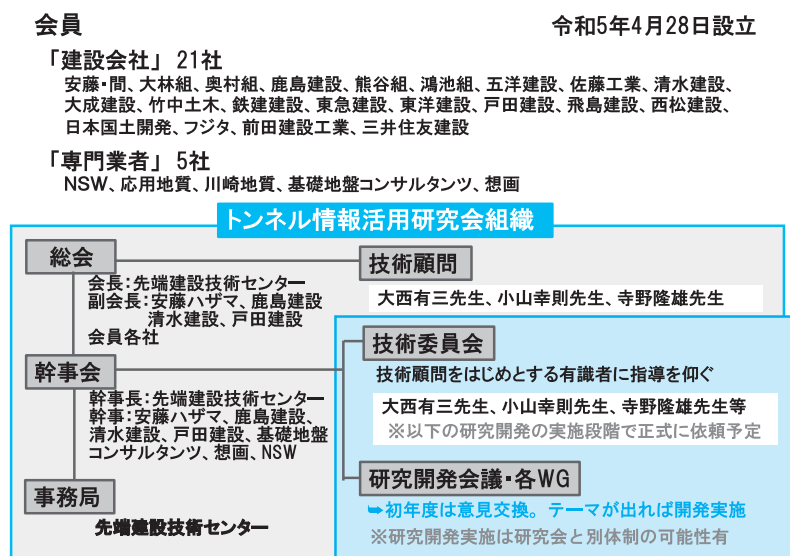 会員
令和5年4月28日設立
「建設会社」 21社
安藤・間、大林組、奥村組、鹿島建設、熊谷組、鴻池組、五洋建設、佐藤工業、清水建設、
大成建設、竹中土木、鉄建建設、東急建設、東洋建設、戸田建設、飛島建設、西松建設、
日本国土開発、フジタ、前田建設工業、三井住友建設
「専門業者」 5社
NSW、応用地質、川崎地質、基礎地盤コンサルタンツ、想画
トンネル情報活用研究会組織
総会
会長：先端建設技術センター
副会長：安藤ハザマ、鹿島建設
清水建設、戸田建設
会員各社
技術顧問
大西有三先生、小山幸則先生、寺野隆雄先生
幹事会
幹事長：先端建設技術センター
幹事：安藤ハザマ、鹿島建設、
清水建設、戸田建設、基礎地盤
コンサルタンツ、想画、NSW
技術委員会
技術顧問をはじめとする有識者に指導を仰ぐ
大西有三先生、小山幸則先生、寺野隆雄先生等
※以下の研究開発の実施段階で正式に依頼予定
事務局
先端建設技術センター
研究開発会議・各WG
➥初年度は意見交換。テーマが出れば開発実施
※研究開発実施は研究会と別体制の可能性有